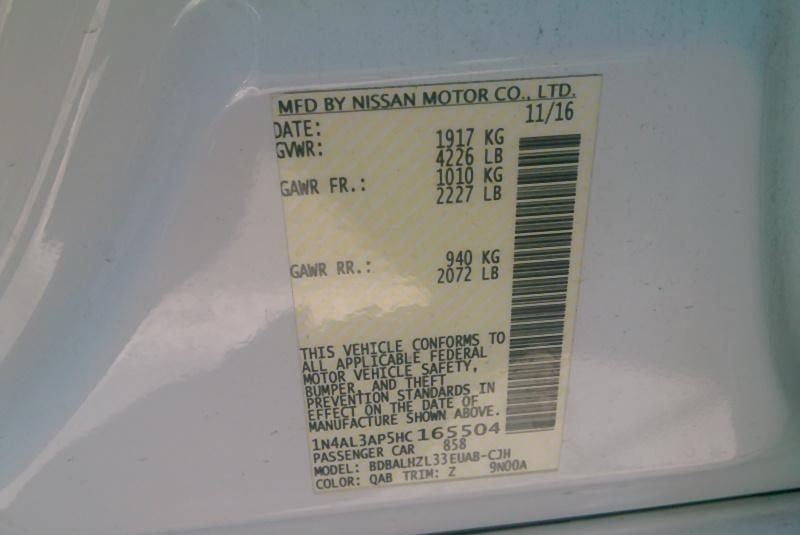 MFD BY NISSAN MOTOR CO., LTD.
DATE: 11/16
GVWR: 1917 KG
4226 LB
GAWR FR.: 1010 KG
2227 LB
GAWR RR.: 940 KG
2072 LB
THIS VEHICLE CONFORMS TO
ALL APPLICABLE FEDERAL
MOTOR VEHICLE SAFETY,
BUMPER, AND THEFT
PREVENTION STANDARDS IN
EFFECT ON THE DATE OF
MANUFACTURE SHOWN ABOVE.
1N4AL3AP5HC165504
PASSENGER CAR 858
MODEL: BDBALHZL33EUAB-CJH
COLOR: QAB TRIM: Z 9N00A